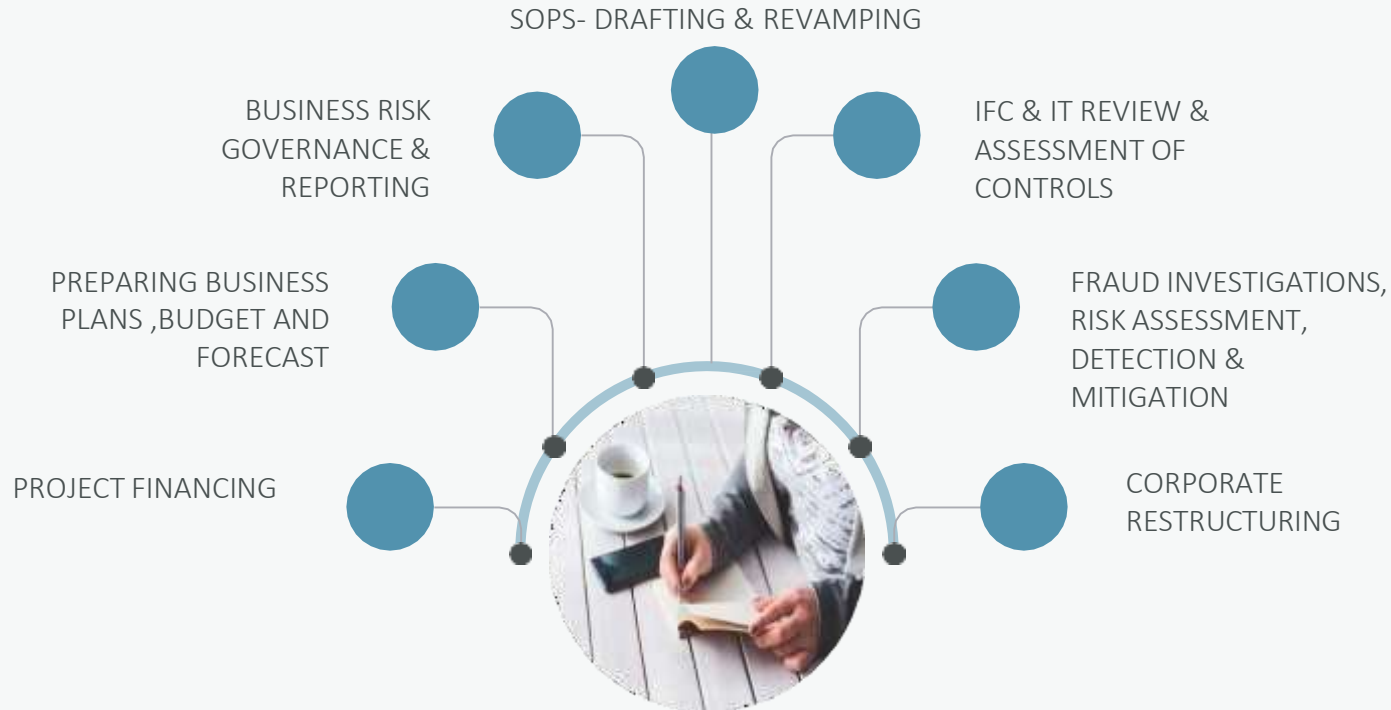 SOPS- DRAFTING & REVAMPING
BUSINESS RISK
GOVERNANCE &
REPORTING
IFC & IT REVIEW &
ASSESSMENT OF
CONTROLS
PREPARING BUSINESS
PLANS ,BUDGET AND
FORECAST
FRAUD INVESTIGATIONS,
RISK ASSESSMENT,
DETECTION &
MITIGATION
PROJECT FINANCING
CORPORATE
RESTRUCTURING